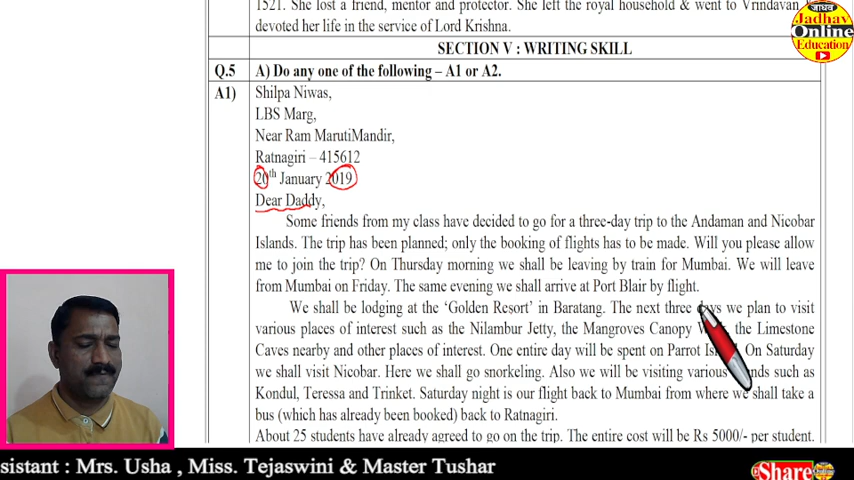 1521. She lost a friend, mentor and protector. She left the royal household & went to Vrindavan
devoted her life in the service of Lord Krishna.
SECTION V : WRITING SKILL
Q.5 A) Do any one of the following – A1 or A2.
A1) Shilpa Niwas,
LBS Marg,
Near Ram MarutiMandir,
Ratnagiri – 415612
20th January 2019
Dear Daddy,
Some friends from my class have decided to go for a three-day trip to the Andaman and Nicobar
Islands. The trip has been planned; only the booking of flights has to be made. Will you please allow
me to join the trip? On Thursday morning we shall be leaving by train for Mumbai. We will leave
from Mumbai on Friday. The same evening we shall arrive at Port Blair by flight.
We shall be lodging at the ‘Golden Resort’ in Baratang. The next three days we plan to visit
various places of interest such as the Nilambur Jetty, the Mangroves Canopy the Limestone
Caves nearby and other places of interest. One entire day will be spent on Parrot On Saturday
we shall visit Nicobar. Here we shall go snorkeling. Also we will be visiting various such as
Kondul, Teressa and Trinket. Saturday night is our flight back to Mumbai from where we shall take a
bus (which has already been booked) back to Ratnagiri.
About 25 students have already agreed to go on the trip. The entire cost will be Rs 5000/- per student.
जाधव
Jadhav
Online
Education
sistant : Mrs. Usha , Miss. Tejaswini & Master Tushar
Share